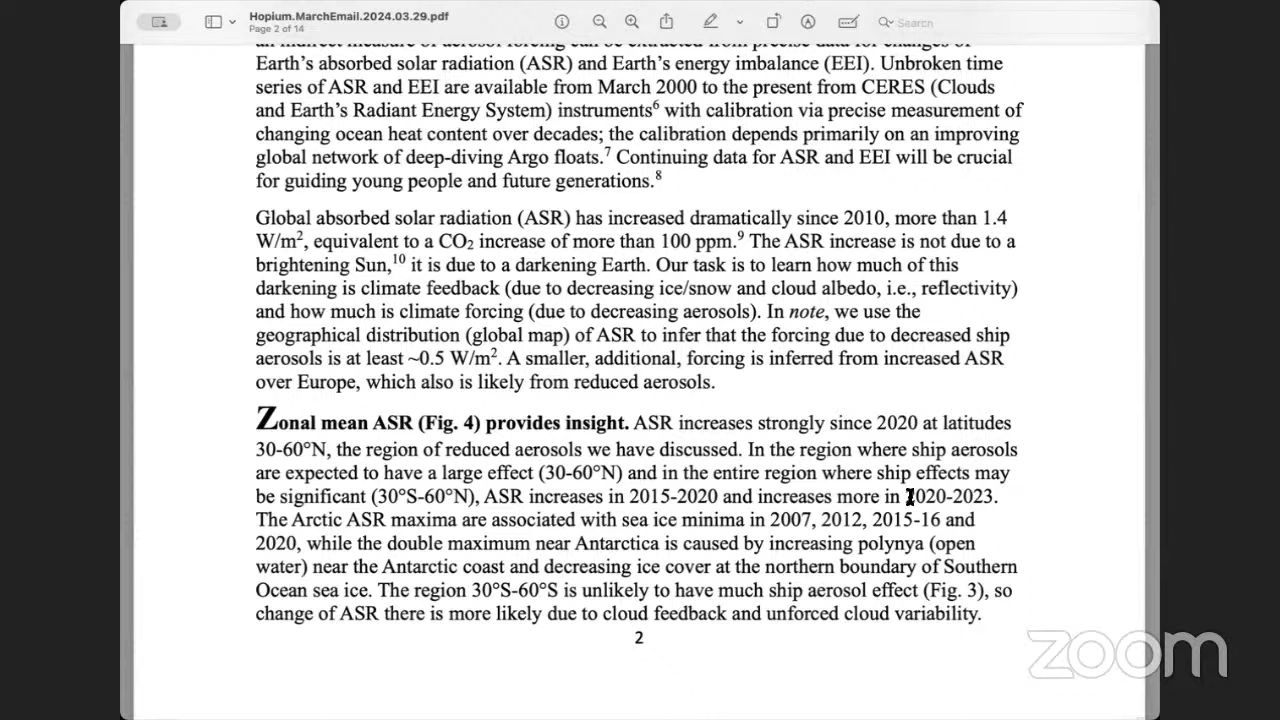 Hopium.MarchEmail.2024.03.29.pdf
Page 2 of 14
Search
an indirect measure of aerosol forcing can be extracted from precise data for changes of
Earth's absorbed solar radiation (ASR) and Earth's energy imbalance (EEI). Unbroken time
series of ASR and EEI are available from March 2000 to the present from CERES (Clouds
and Earth's Radiant Energy System) instruments⁶ with calibration via precise measurement of
changing ocean heat content over decades; the calibration depends primarily on an improving
global network of deep-diving Argo floats.⁷ Continuing data for ASR and EEI will be crucial
for guiding young people and future generations.⁸
Global absorbed solar radiation (ASR) has increased dramatically since 2010, more than 1.4
W/m², equivalent to a CO₂ increase of more than 100 ppm.⁹ The ASR increase is not due to a
brightening Sun,¹⁰ it is due to a darkening Earth. Our task is to learn how much of this
darkening is climate feedback (due to decreasing ice/snow and cloud albedo, i.e., reflectivity)
and how much is climate forcing (due to decreasing aerosols). In note, we use the
geographical distribution (global map) of ASR to infer that the forcing due to decreased ship
aerosols is at least ~0.5 W/m². A smaller, additional, forcing is inferred from increased ASR
over Europe, which also is likely from reduced aerosols.
Zonal mean ASR (Fig. 4) provides insight. ASR increases strongly since 2020 at latitudes
30-60°N, the region of reduced aerosols we have discussed. In the region where ship aerosols
are expected to have a large effect (30-60°N) and in the entire region where ship effects may
be significant (30°S-60°N), ASR increases in 2015-2020 and increases more in 2020-2023.
The Arctic ASR maxima are associated with sea ice minima in 2007, 2012, 2015-16 and
2020, while the double maximum near Antarctica is caused by increasing polynya (open
water) near the Antarctic coast and decreasing ice cover at the northern boundary of Southern
Ocean sea ice. The region 30°S-60°S is unlikely to have much ship aerosol effect (Fig. 3), so
change of ASR there is more likely due to cloud feedback and unforced cloud variability.
2
zoom